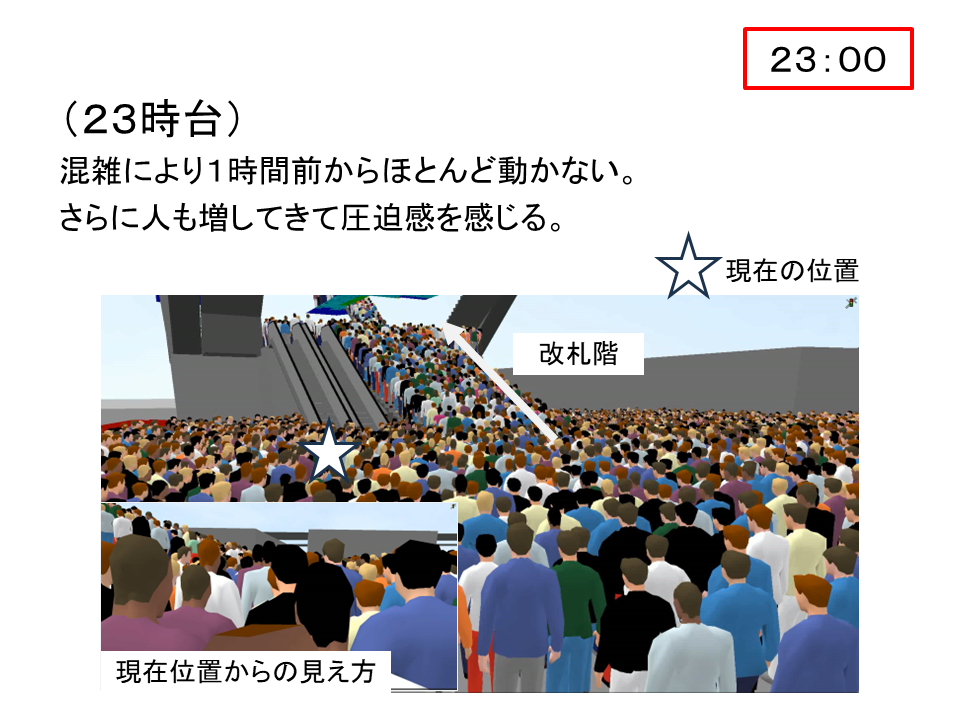 ２３：００
（２３時台）
混雑により１時間前からほとんど動かない。
さらに人も増してきて圧迫感を感じる。
現在の位置
改札階
現在位置からの見え方